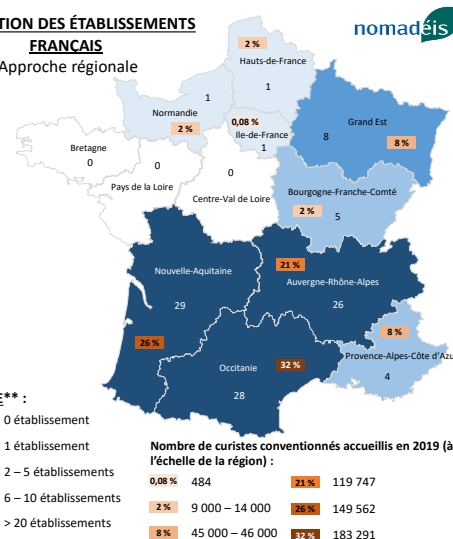 TION DES ÉTABLISSEMENTS
FRANÇAIS
Approche régionale
nomadéis
2 %
Hauts-de-France
1
1
Normandie
2 %
0,08 %
Ile-de-France
1
Grand Est
8
8 %
Bretagne
0
0
Pays de la Loire
0
Centre-Val de Loire
Bourgogne-Franche-Comté
2 %
5
Nouvelle-Aquitaine
29
26 %
21 %
Auvergne-Rhône-Alpes
26
8 %
Provence-Alpes-Côte d'Azu
4
Occitanie
32 %
28
E** :
0 établissement
1 établissement
2 – 5 établissements
6 – 10 établissements
> 20 établissements
Nombre de curistes conventionnés accueillis en 2019 (à
l'échelle de la région) :
0,08 % 484
2 % 9 000 – 14 000
8 % 45 000 – 46 000
21 % 119 747
26 % 149 562
32 % 183 291